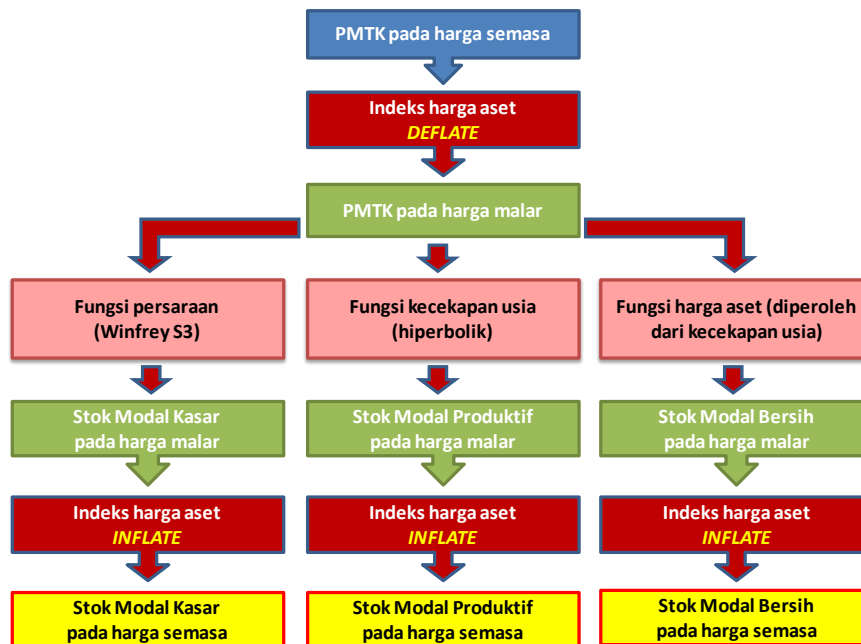 PMTK pada harga semasa
Indeks harga aset
DEFLATE
PMTK pada harga malar
Fungsi persaraan
(Winfrey S3)
Fungsi kecekapan usia
(hiperbolik)
Fungsi harga aset (diperoleh
dari kecekapan usia)
Stok Modal Kasar
pada harga malar
Stok Modal Produktif
pada harga malar
Stok Modal Bersih
pada harga malar
Indeks harga aset
INFLATE
Indeks harga aset
INFLATE
Indeks harga aset
INFLATE
Stok Modal Kasar
pada harga semasa
Stok Modal Produktif
pada harga semasa
Stok Modal Bersih
pada harga semasa